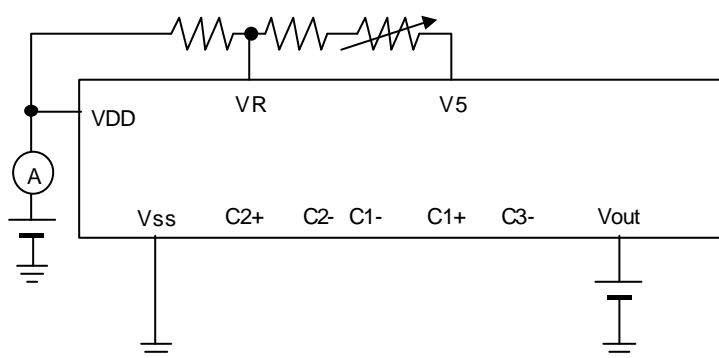 VR
V5
VDD
A
Vss
C2+
C2-
C1-
C1+
C3-
Vout